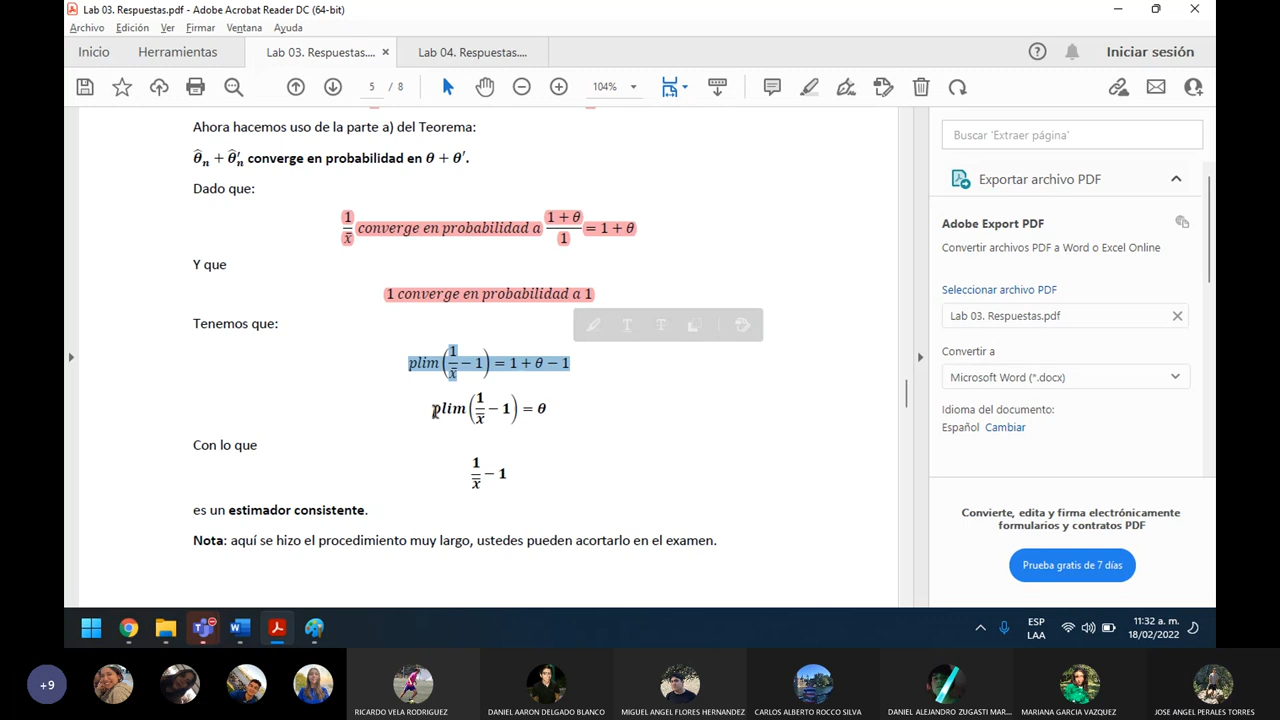 Lab 03. Respuestas.pdf - Adobe Acrobat Reader DC (64-bit)
Archivo Edición Ver Firmar Ventana Ayuda
Inicio Herramientas Lab 03. Respuestas.... × Lab 04. Respuestas.... Iniciar sesión
5 / 8 104%
Ahora hacemos uso de la parte a) del Teorema:
θ̂ₙ + θ̂′ₙ converge en probabilidad en θ + θ′.
Dado que:
1/x̄ converge en probabilidad a (1 + θ)/1 = 1 + θ
Y que
1 converge en probabilidad a 1
Tenemos que:
plim(1/x̄ − 1) = 1 + θ − 1
plim(1/x̄ − 1) = θ
Con lo que
1/x̄ − 1
es un estimador consistente.
Nota: aquí se hizo el procedimiento muy largo, ustedes pueden acortarlo en el examen.
Buscar 'Extraer página'
Exportar archivo PDF
Adobe Export PDF
Convertir archivos PDF a Word o Excel Online
Seleccionar archivo PDF
Lab 03. Respuestas.pdf
Convertir a
Microsoft Word (*.docx)
Idioma del documento:
Español Cambiar
Convierte, edita y firma electrónicamente
formularios y contratos PDF
Prueba gratis de 7 días
ESP
LAA
11:32 a. m.
18/02/2022
+9
RICARDO VELA RODRIGUEZ
DANIEL AARON DELGADO BLANCO
MIGUEL ANGEL FLORES HERNANDEZ
CARLOS ALBERTO ROCCO SILVA
DANIEL ALEJANDRO ZUGASTI MAR...
MARIANA GARCIA VAZQUEZ
JOSE ANGEL PERALES TORRES